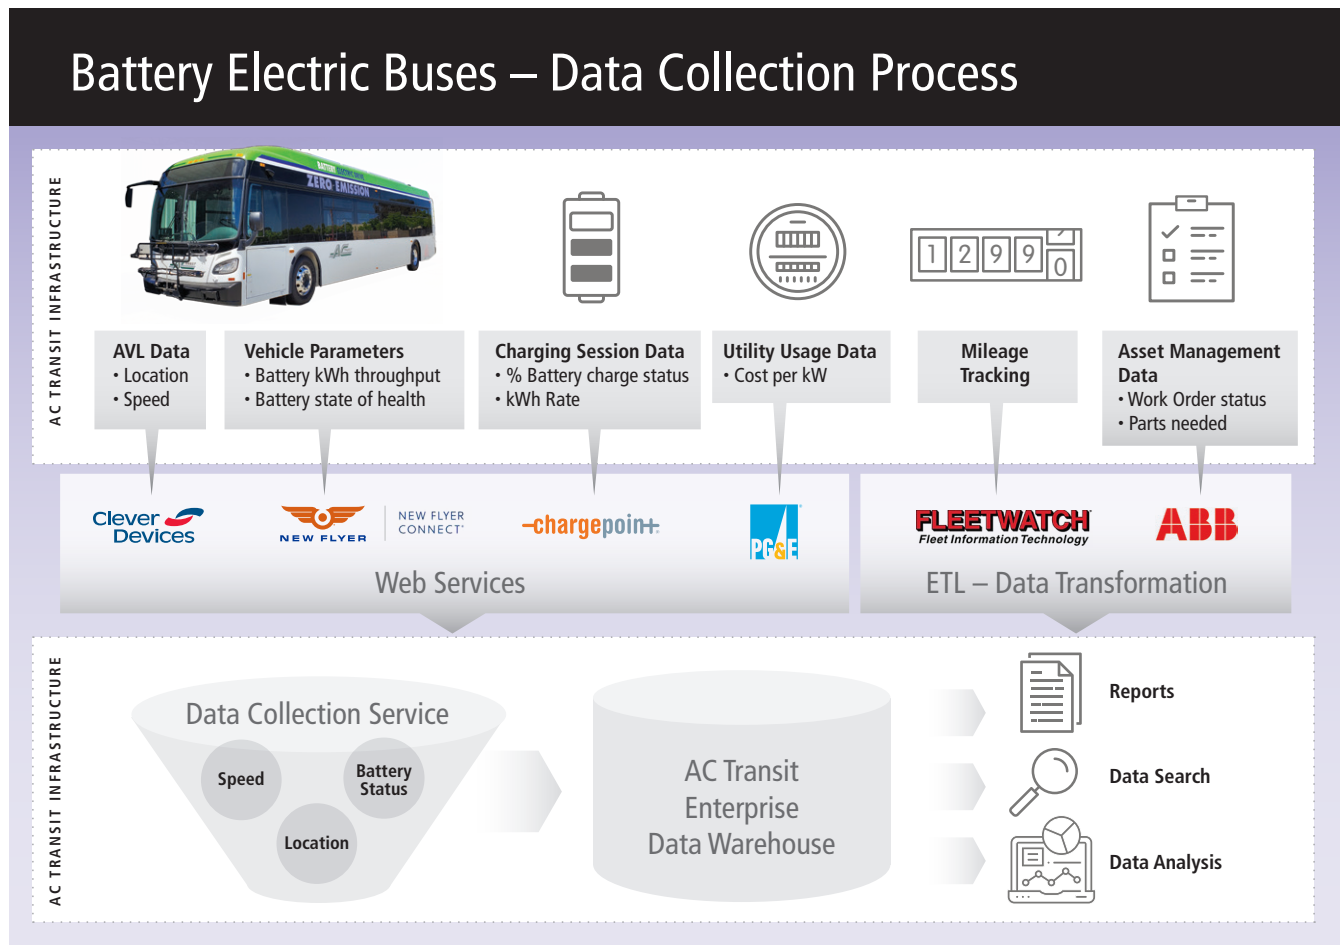 Battery Electric Buses – Data Collection Process
AC TRANSIT INFRASTRUCTURE
BATTERY ELECTRIC BUS
ZERO EMISSION
1 2 9 9 0
AVL Data
• Location
• Speed
Vehicle Parameters
• Battery kWh throughput
• Battery state of health
Charging Session Data
• % Battery charge status
• kWh Rate
Utility Usage Data
• Cost per kW
Mileage
Tracking
Asset Management
Data
• Work Order status
• Parts needed
Clever
Devices
NEW FLYER
NEW FLYER
CONNECT
chargepoin+
PG&E
FLEETWATCH
Fleet Information Technology
ABB
Web Services
ETL – Data Transformation
AC TRANSIT INFRASTRUCTURE
Data Collection Service
Speed
Battery
Status
Location
AC Transit
Enterprise
Data Warehouse
Reports
Data Search
Data Analysis